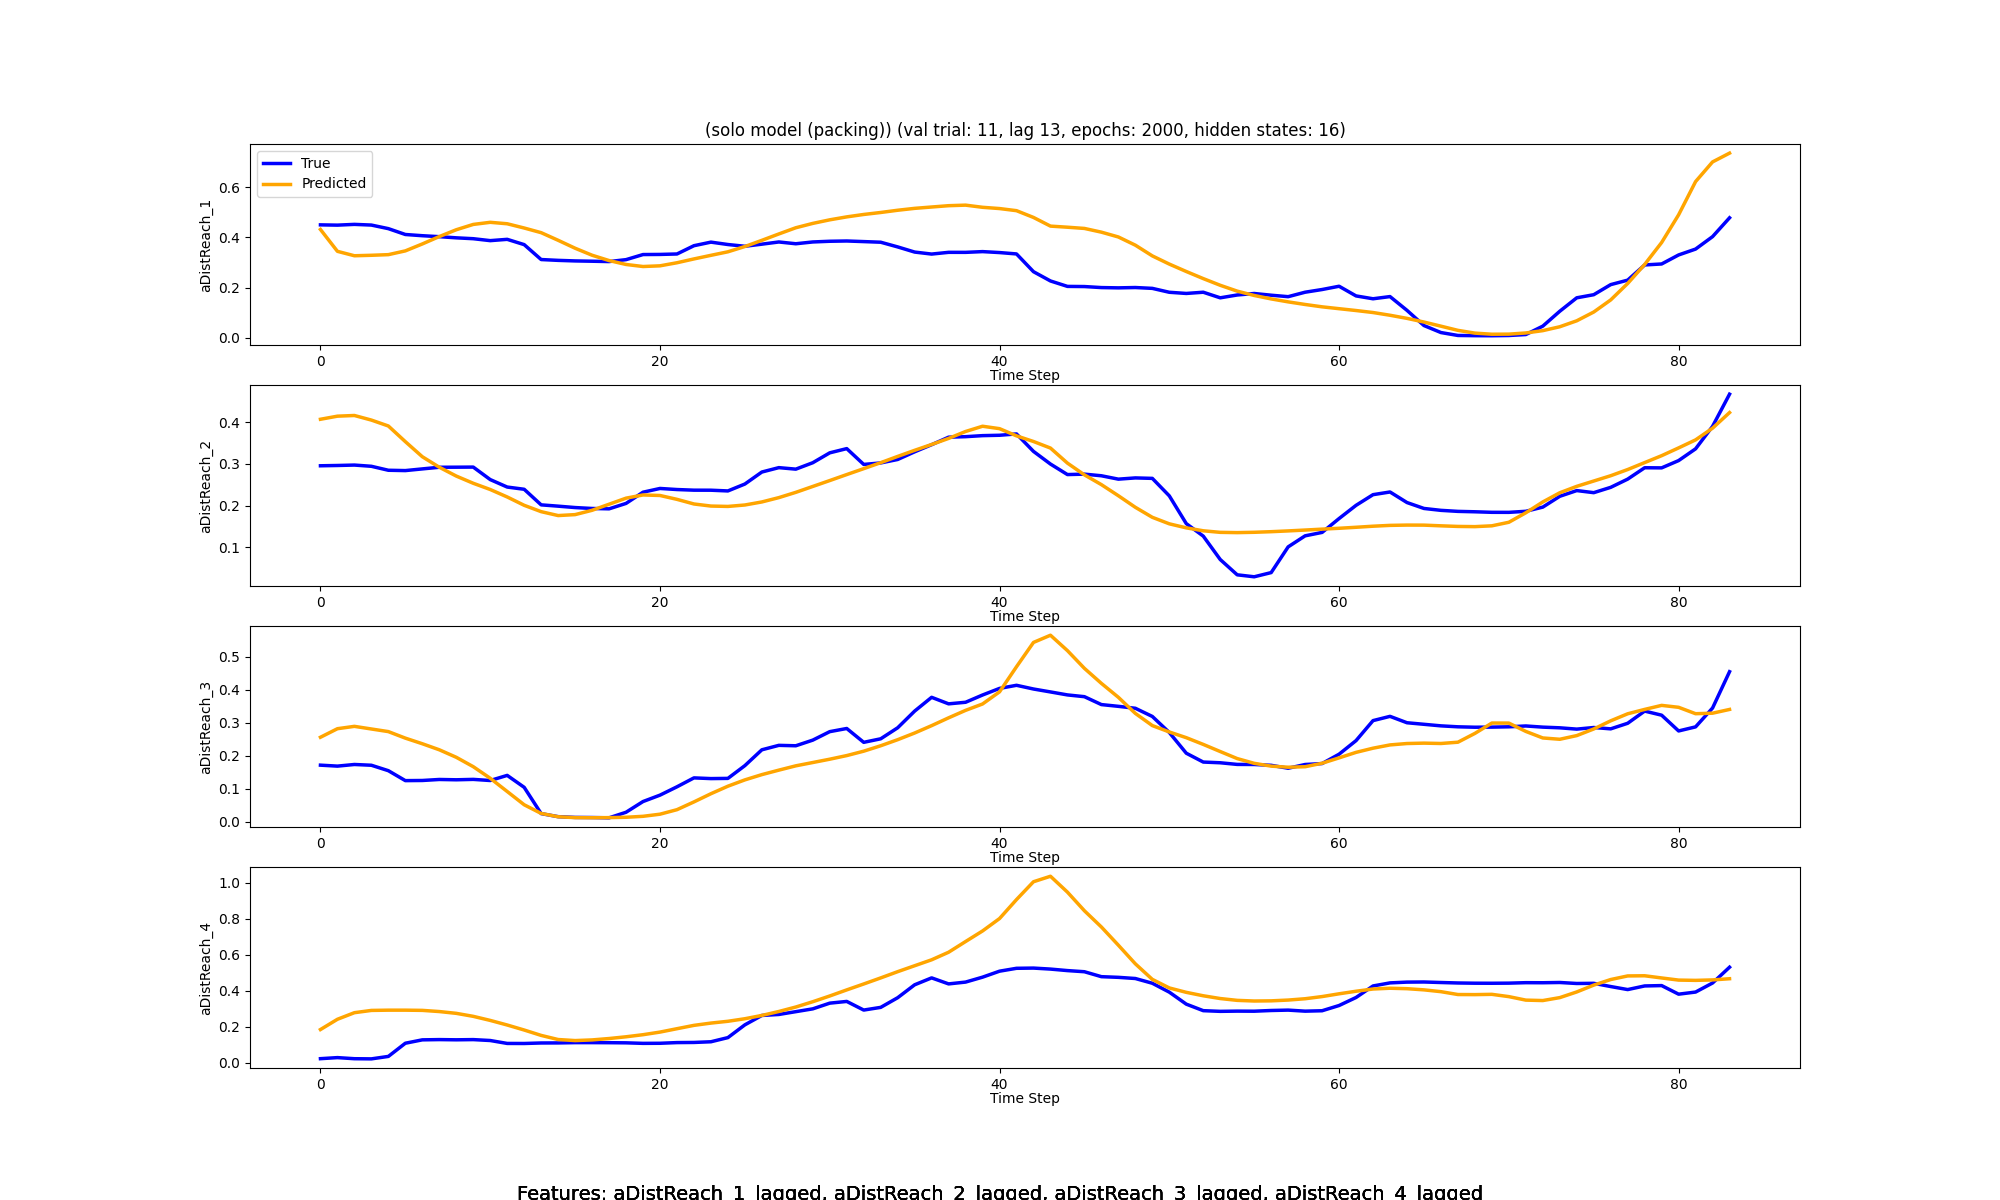 (solo model (packing)) (val trial: 11, lag 13, epochs: 2000, hidden states: 16)
True
Predicted
aDistReach_1
0.6
0.4
0.2
0.0
0 20 40 60 80
Time Step
aDistReach_2
0.4
0.3
0.2
0.1
0 20 40 60 80
Time Step
aDistReach_3
0.5
0.4
0.3
0.2
0.1
0.0
0 20 40 60 80
Time Step
aDistReach_4
1.0
0.8
0.6
0.4
0.2
0.0
0 20 40 60 80
Time Step
Features: aDistReach_1_lagged, aDistReach_2_lagged, aDistReach_3_lagged, aDistReach_4_lagged